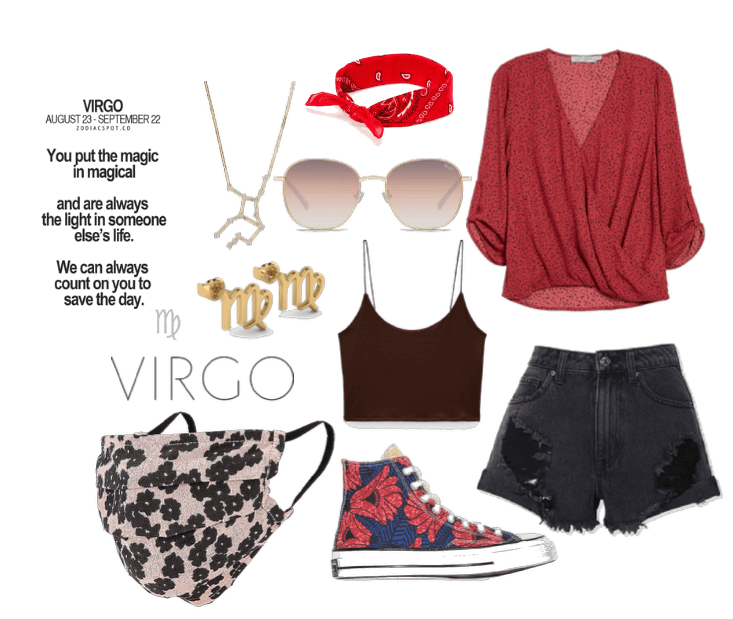 VIRGO
AUGUST 23 - SEPTEMBER 22
ZODIACSPOT.CO
You put the magic
in magical
and are always
the light in someone
else's life.
We can always
count on you to
save the day.
VIRGO